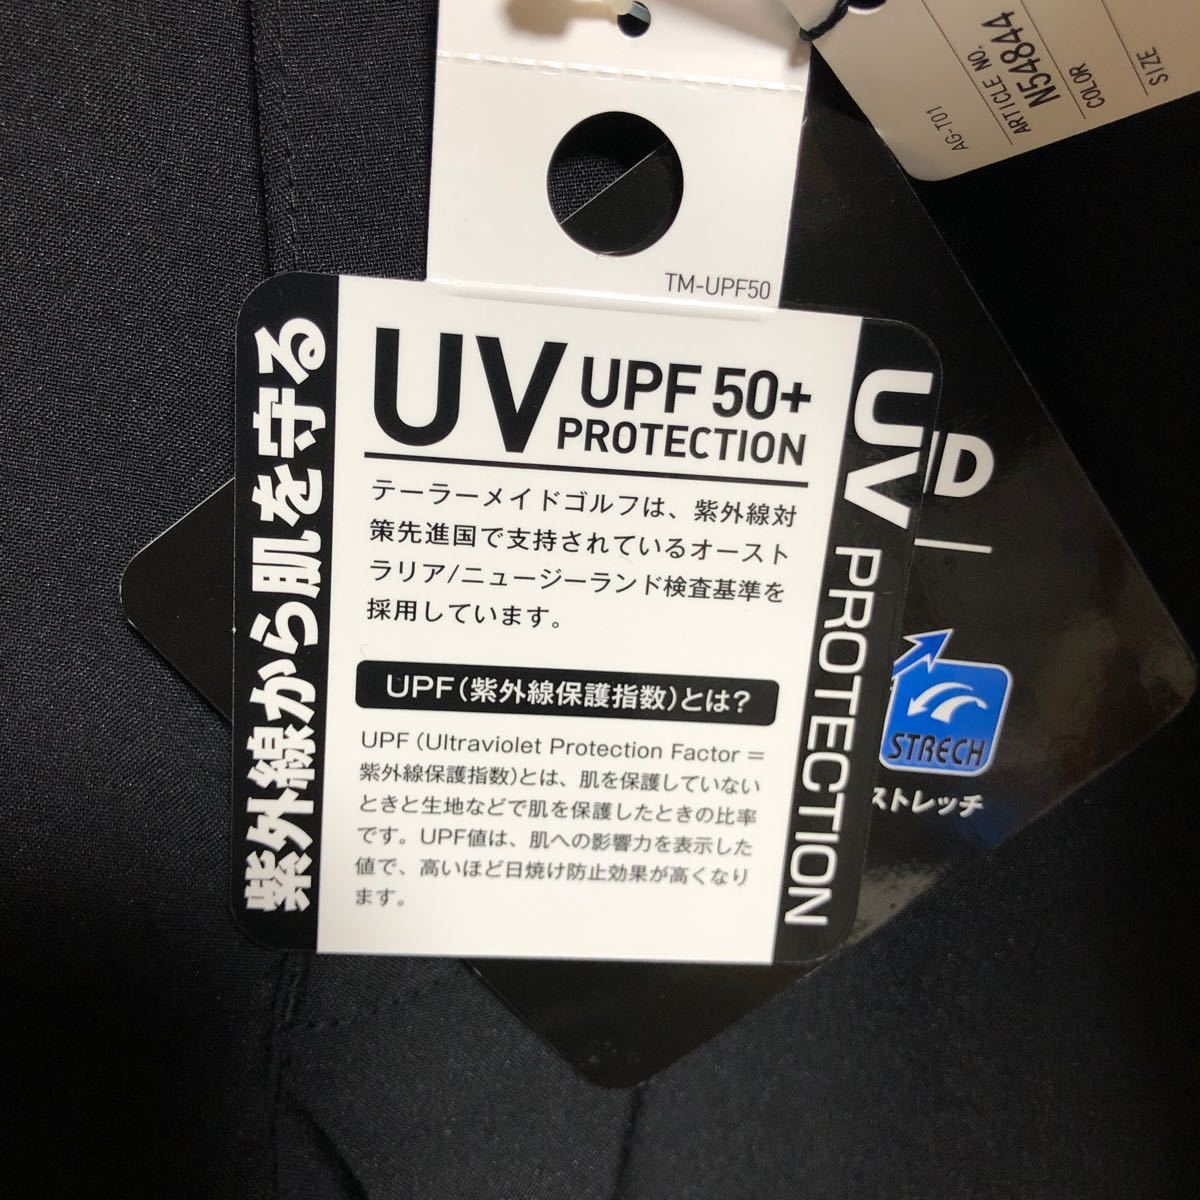 AG-T01
ARTICLE NO.
N54844
COLOR
SIZE
TM-UPF50
紫外線から肌を守る
UV UPF 50+
PROTECTION
テーラーメイドゴルフは、紫外線対
策先進国で支持されているオースト
ラリア/ニュージーランド検査基準を
採用しています。
UPF(紫外線保護指数)とは?
UPF(Ultraviolet Protection Factor=
紫外線保護指数)とは、肌を保護していない
ときと生地などで肌を保護したときの比率
です。UPF値は、肌への影響力を表示した
値で、高いほど日焼け防止効果が高くなり
ます。
UV PROTECTION
D
STRECH
ストレッチ